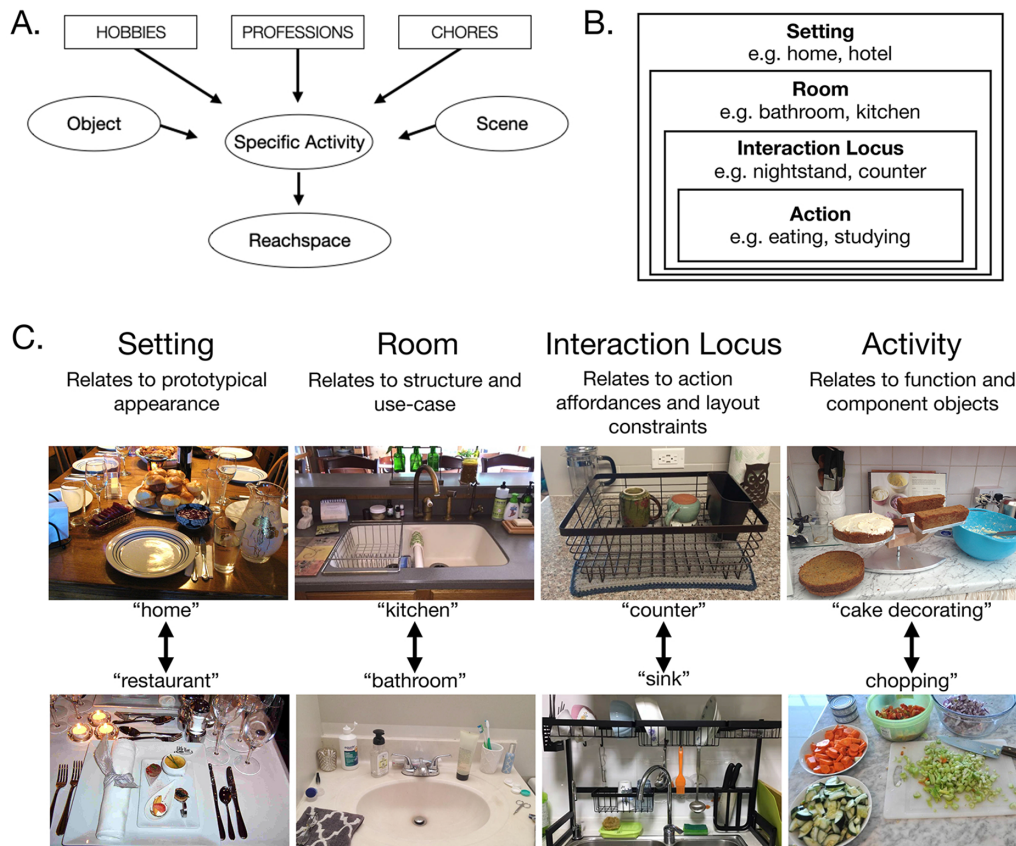 A.
HOBBIES
PROFESSIONS
CHORES
Object
Specific Activity
Scene
Reachspace
B.
Setting
e.g. home, hotel
Room
e.g. bathroom, kitchen
Interaction Locus
e.g. nightstand, counter
Action
e.g. eating, studying
C.
Setting
Relates to prototypical
appearance
Room
Relates to structure and
use-case
Interaction Locus
Relates to action
affordances and layout
constraints
Activity
Relates to function and
component objects
“home”
“kitchen”
“counter”
“cake decorating”
“restaurant”
“bathroom”
“sink”
chopping”